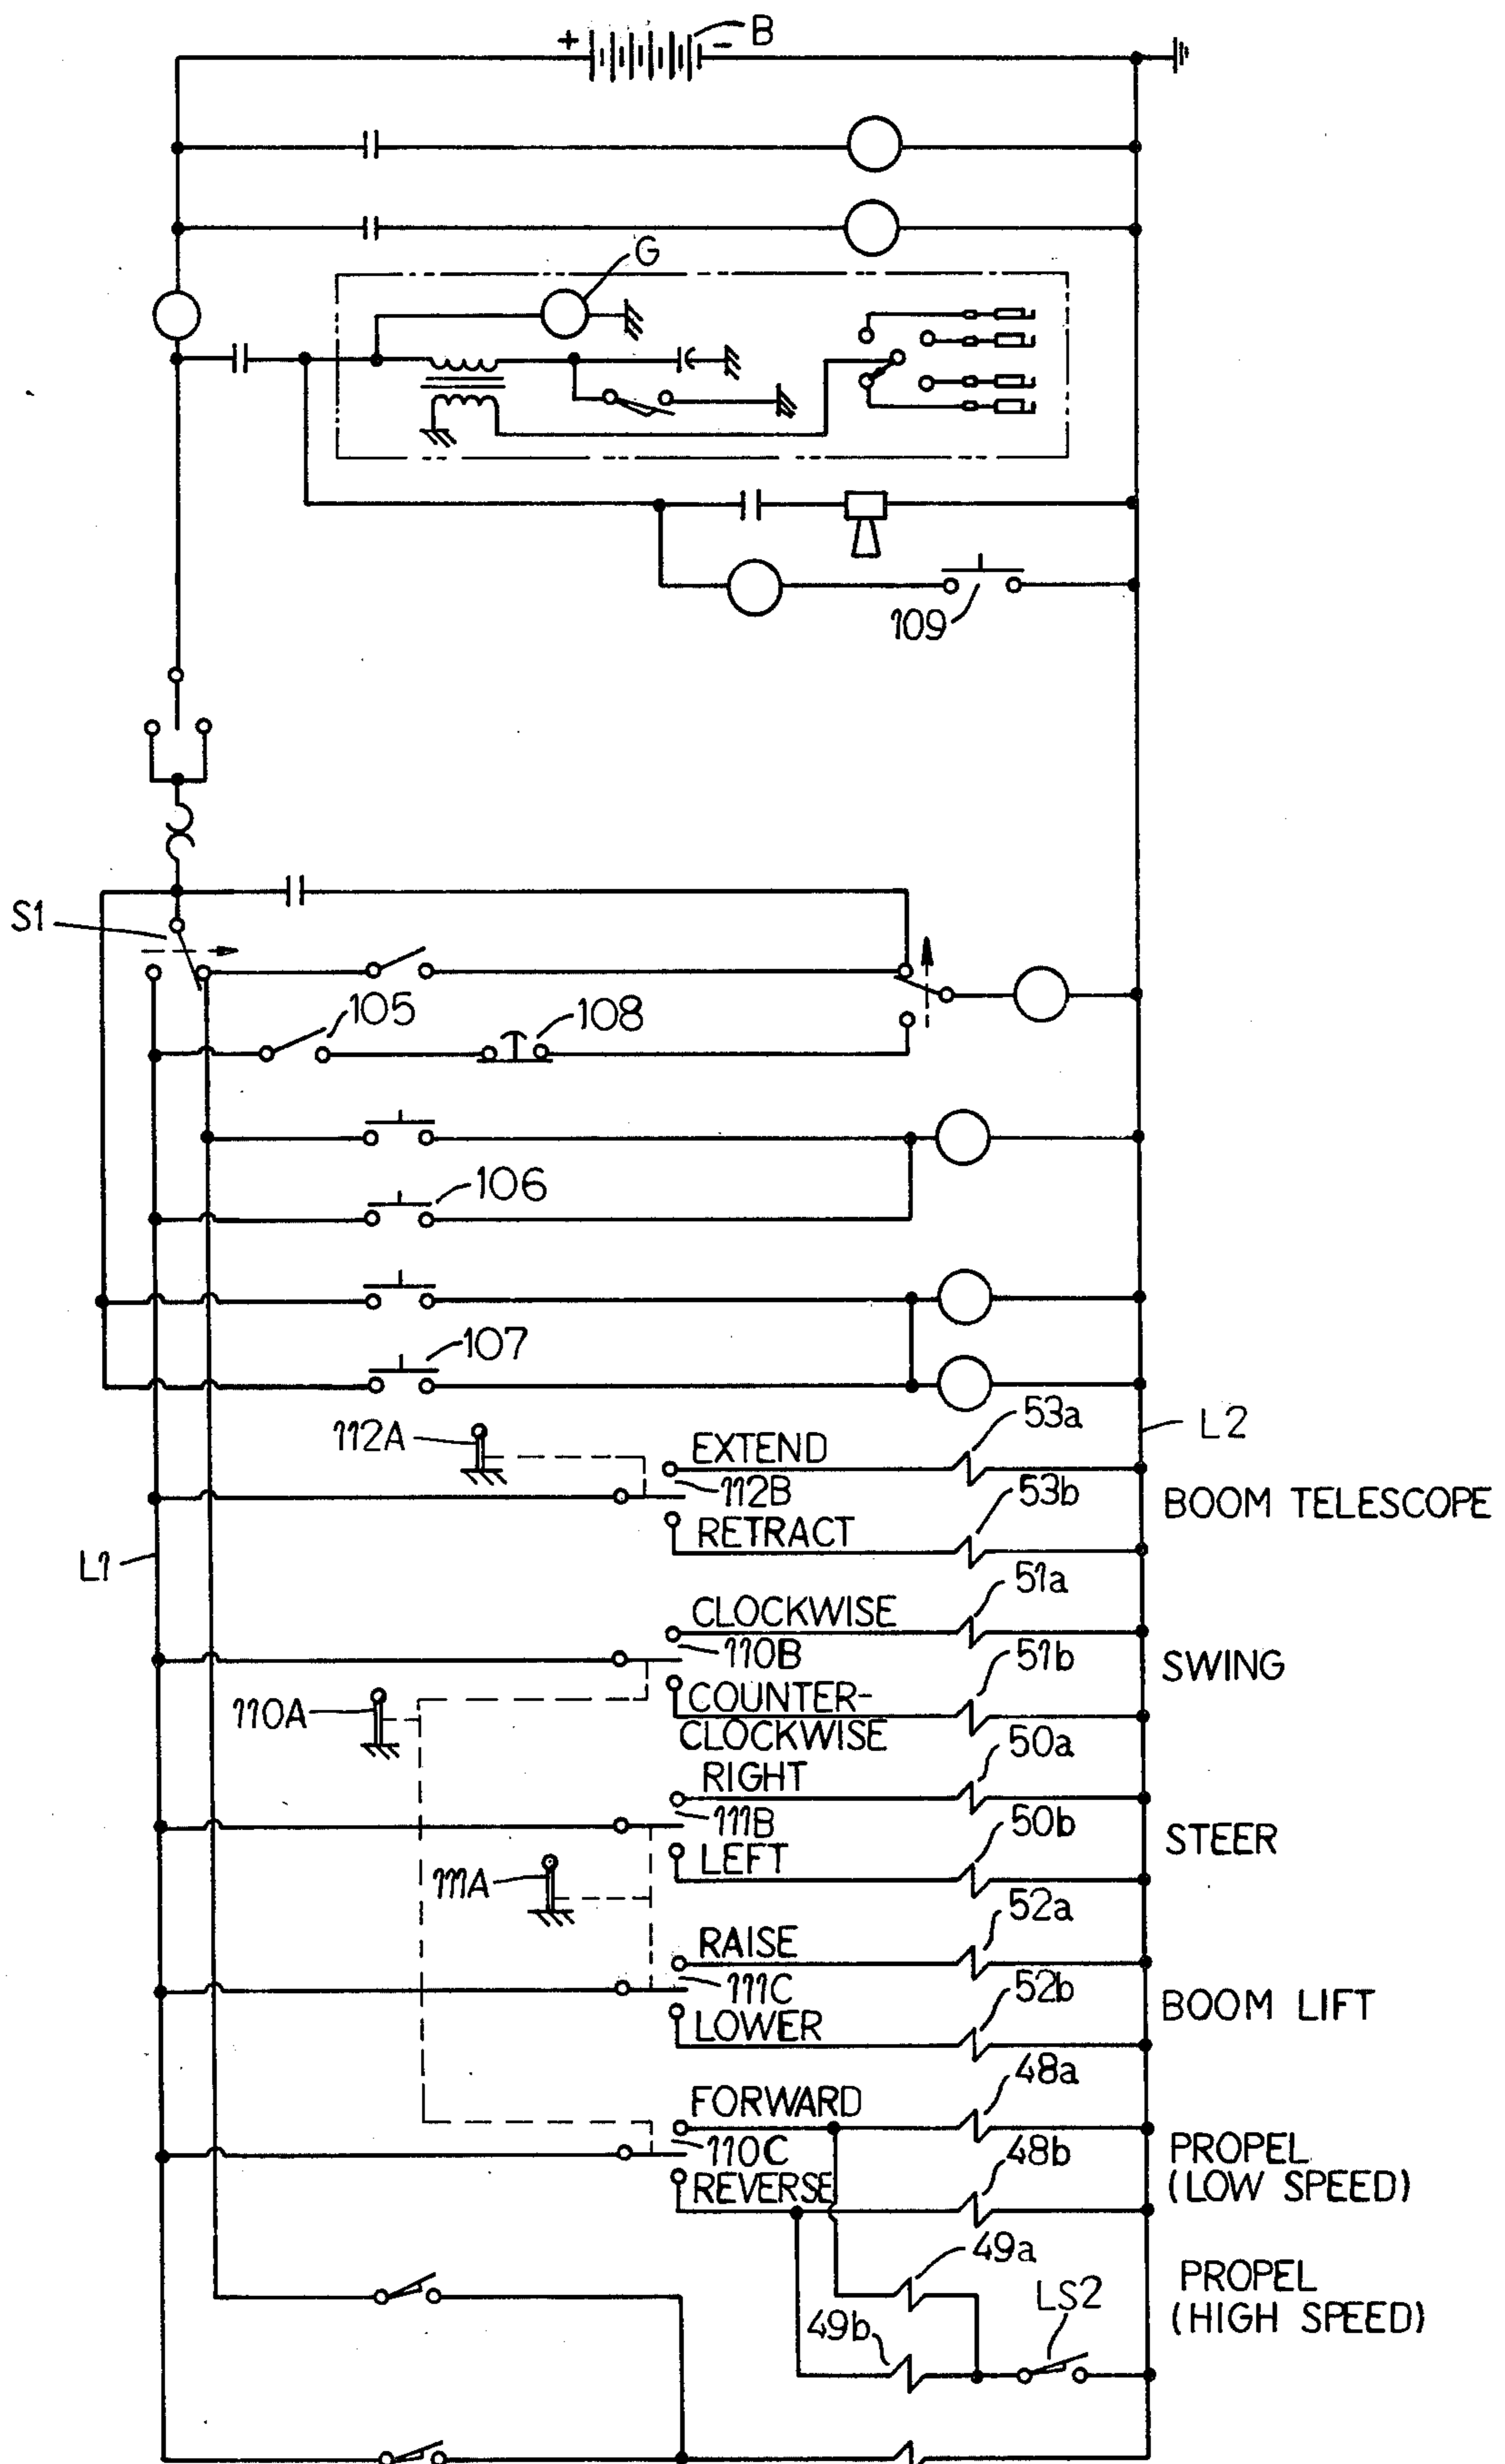 +
B
-
G
109
S1
105
108
106
107
112A
EXTEND
53a
L2
112B
53b
BOOM TELESCOPE
RETRACT
L1
51a
CLOCKWISE
110B
51b
SWING
110A
COUNTER-
CLOCKWISE
50a
RIGHT
111B
50b
STEER
LEFT
111A
52a
RAISE
111C
52b
BOOM LIFT
LOWER
48a
FORWARD
110C
48b
PROPEL
(LOW SPEED)
REVERSE
49a
PROPEL
(HIGH SPEED)
LS2
49b